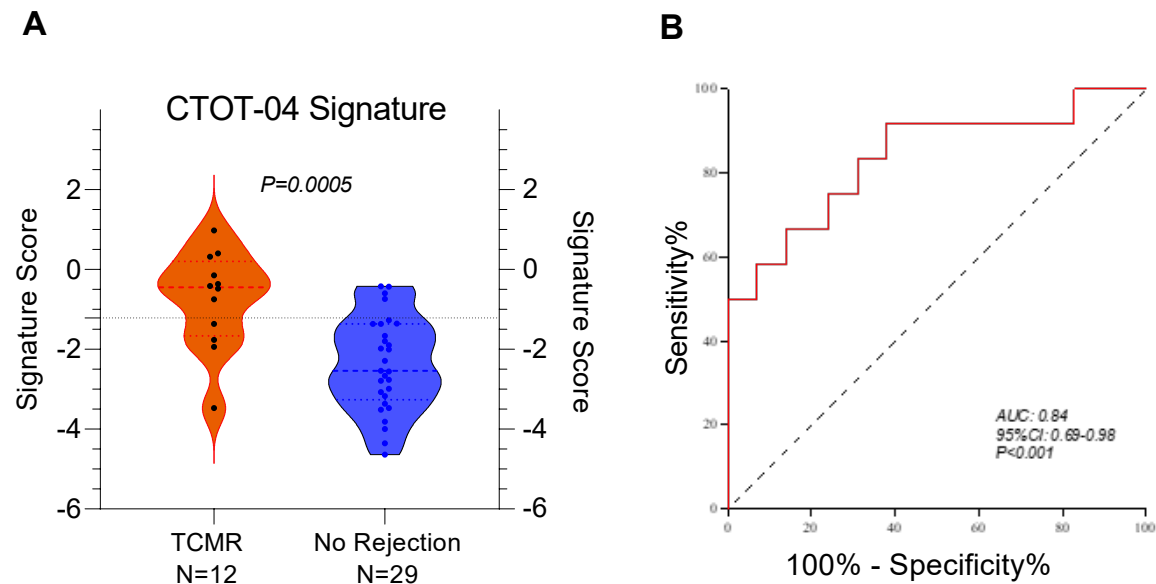 A
CTOT-04 Signature
P=0.0005
Signature Score
2
0
-2
-4
-6
2
0
-2
-4
-6
Signature Score
TCMR
N=12
No Rejection
N=29
B
Sensitivity%
100
80
60
40
20
0
AUC: 0.84
95%CI: 0.69-0.98
P<0.001
0 20 40 60 80 100
100% - Specificity%